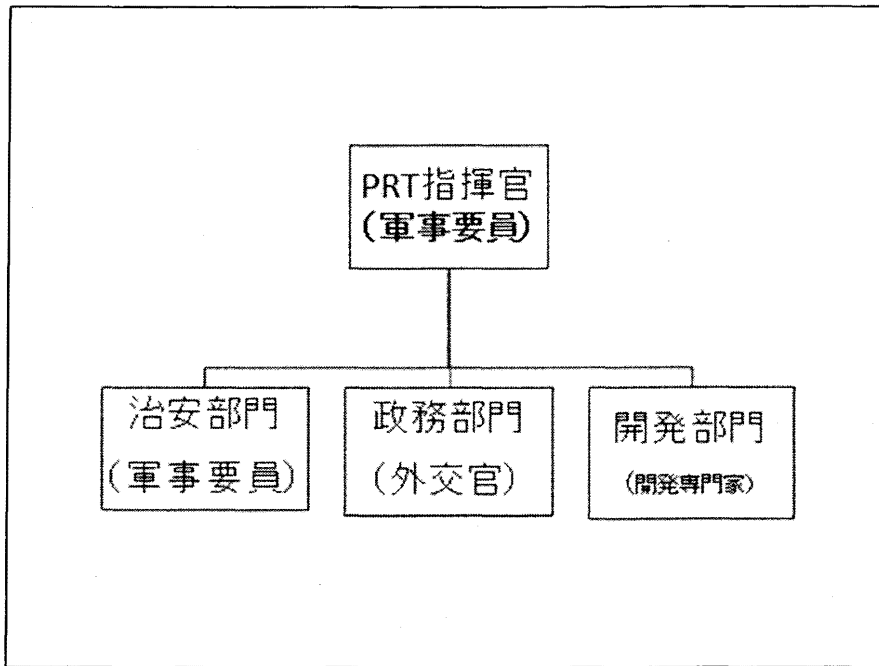 PRT指揮官
(軍事要員)
治安部門
(軍事要員)
政務部門
(外交官)
開発部門
(開発専門家)